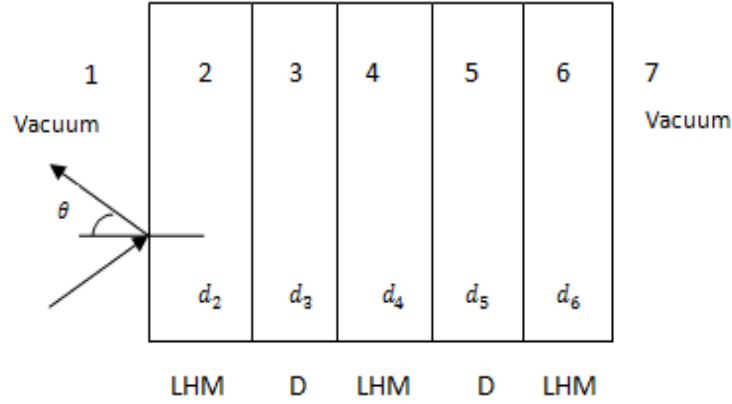 1 2 3 4 5 6 7
Vacuum Vacuum
θ
d₂ d₃ d₄ d₅ d₆
LHM D LHM D LHM